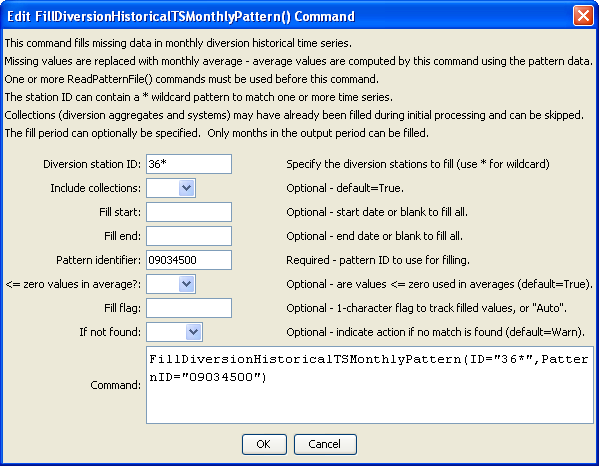 Edit FillDiversionHistoricalTSMonthlyPattern() Command
This command fills missing data in monthly diversion historical time series.
Missing values are replaced with monthly average - average values are computed by this command using the pattern data.
One or more ReadPatternFile() commands must be used before this command.
The station ID can contain a * wildcard pattern to match one or more time series.
Collections (diversion aggregates and systems) may have already been filled during initial processing and can be skipped.
The fill period can optionally be specified.  Only months in the output period can be filled.
Diversion station ID: 36* Specify the diversion stations to fill (use * for wildcard)
Include collections: Optional - default=True.
Fill start: Optional - start date or blank to fill all.
Fill end: Optional - end date or blank to fill all.
Pattern identifier: 09034500 Required - pattern ID to use for filling.
<= zero values in average?: Optional - are values <= zero used in averages (default=True).
Fill flag: Optional - 1-character flag to track filled values, or "Auto".
If not found: Optional - indicate action if no match is found (default=Warn).
Command: FillDiversionHistoricalTSMonthlyPattern(ID="36*",Patter
nID="09034500")
OK Cancel